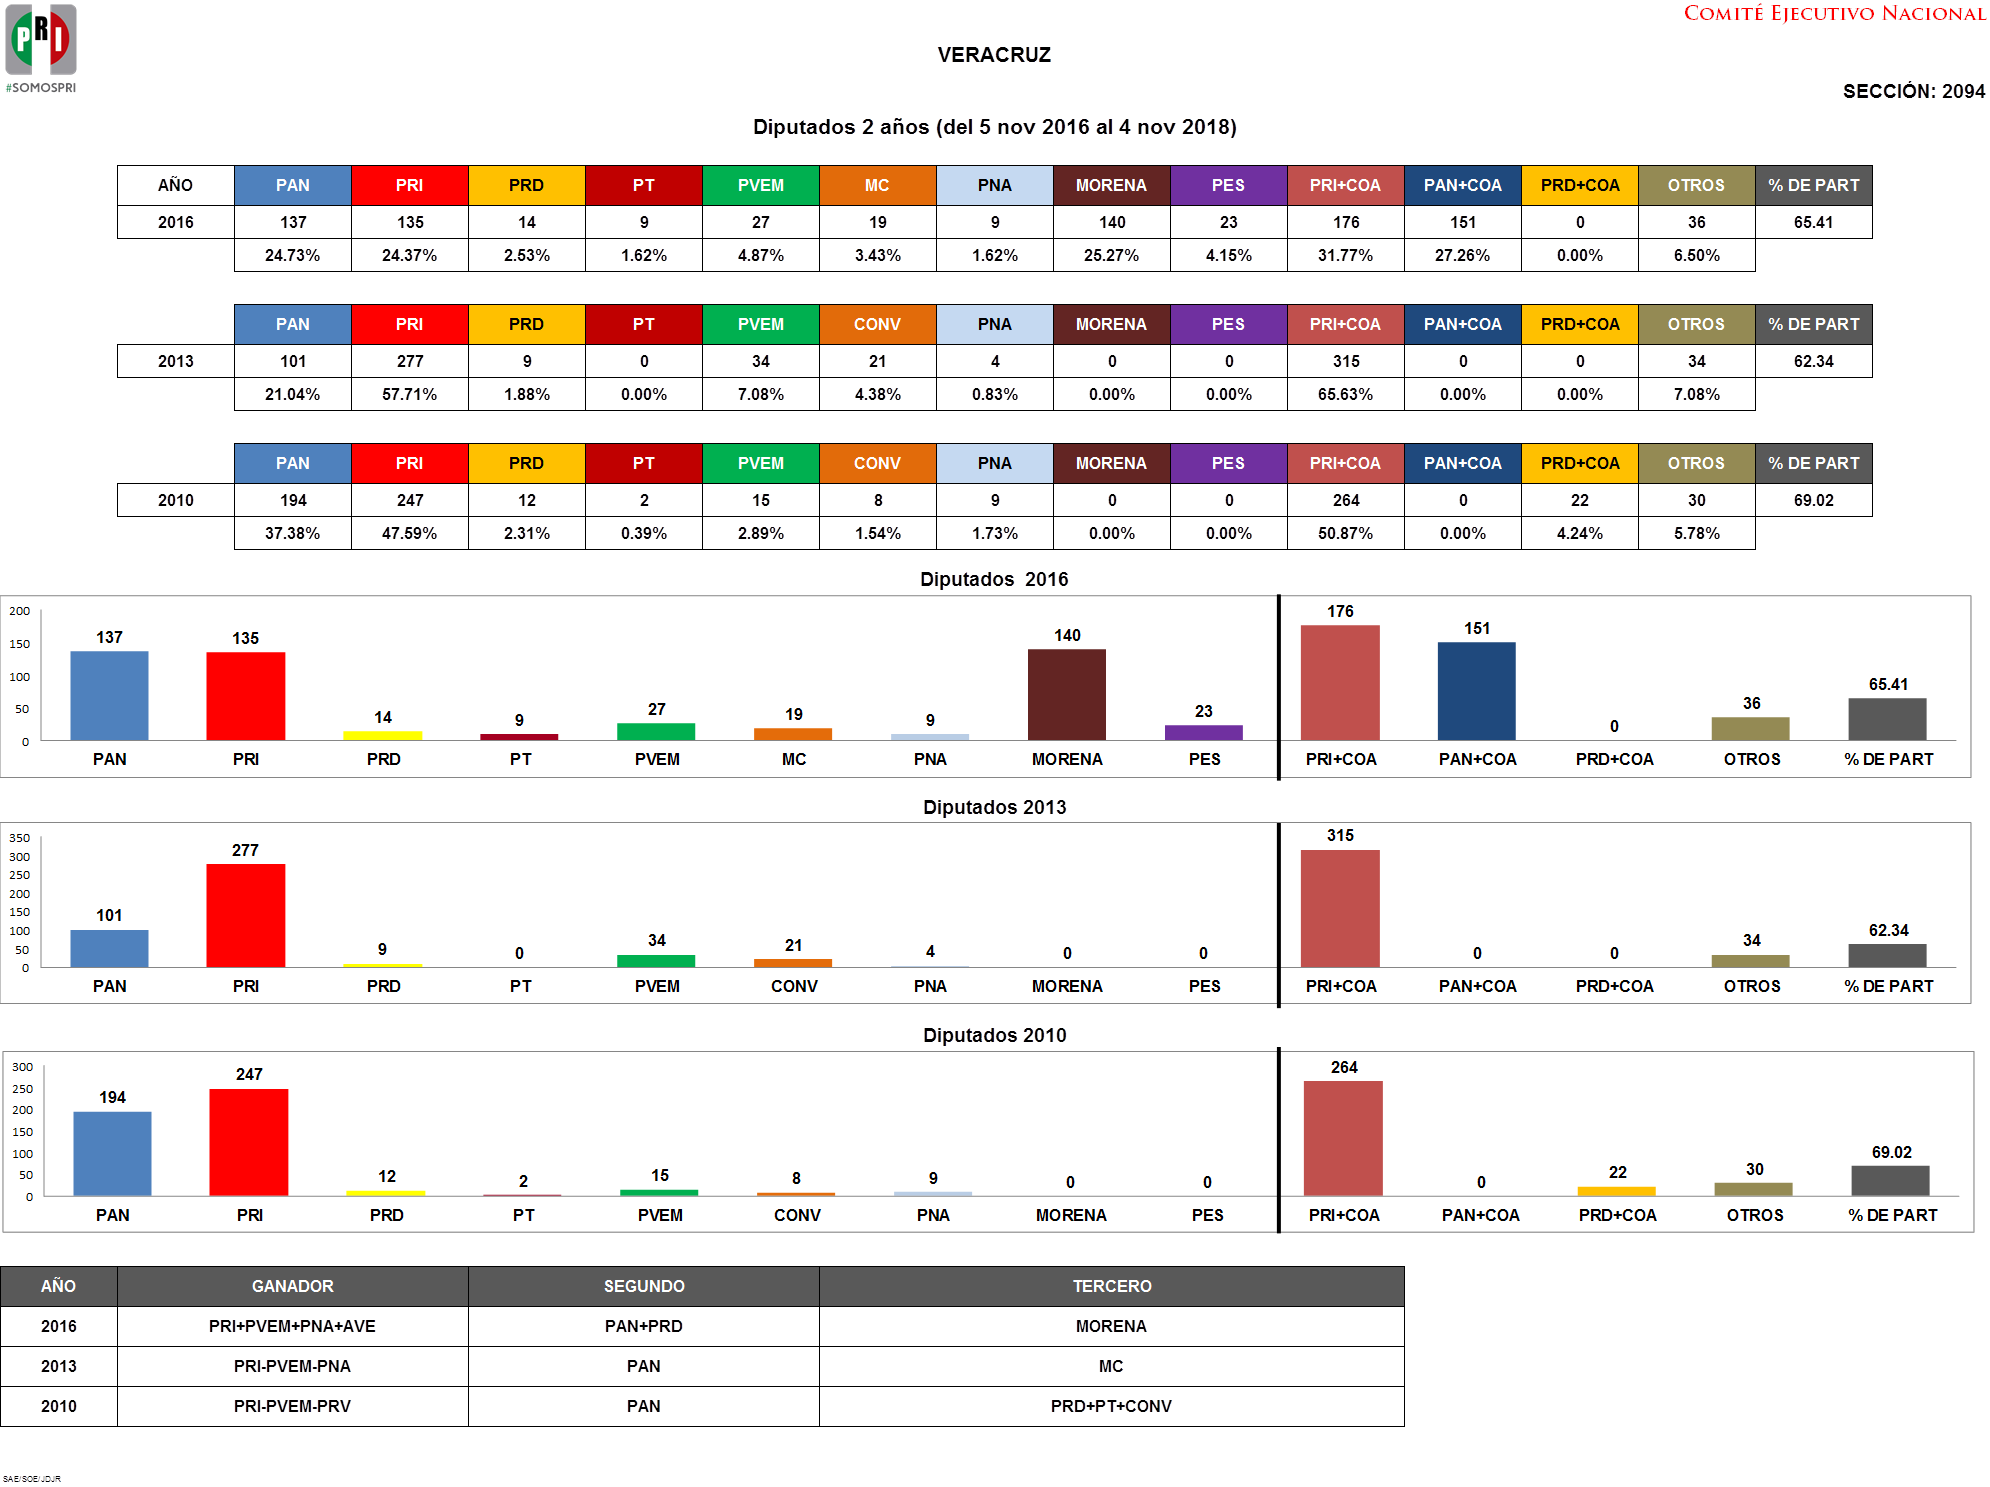 PRI
#SOMOSPRI
COMITÉ EJECUTIVO NACIONAL
VERACRUZ
SECCIÓN: 2094
Diputados 2 años (del 5 nov 2016 al 4 nov 2018)
AÑO PAN PRI PRD PT PVEM MC PNA MORENA PES PRI+COA PAN+COA PRD+COA OTROS % DE PART
2016 137 135 14 9 27 19 9 140 23 176 151 0 36 65.41
24.73% 24.37% 2.53% 1.62% 4.87% 3.43% 1.62% 25.27% 4.15% 31.77% 27.26% 0.00% 6.50%
PAN PRI PRD PT PVEM CONV PNA MORENA PES PRI+COA PAN+COA PRD+COA OTROS % DE PART
2013 101 277 9 0 34 21 4 0 0 315 0 0 34 62.34
21.04% 57.71% 1.88% 0.00% 7.08% 4.38% 0.83% 0.00% 0.00% 65.63% 0.00% 0.00% 7.08%
PAN PRI PRD PT PVEM CONV PNA MORENA PES PRI+COA PAN+COA PRD+COA OTROS % DE PART
2010 194 247 12 2 15 8 9 0 0 264 0 22 30 69.02
37.38% 47.59% 2.31% 0.39% 2.89% 1.54% 1.73% 0.00% 0.00% 50.87% 0.00% 4.24% 5.78%
Diputados 2016
200
150
100
50
0
137 135 14 9 27 19 9 140 23 176 151 0 36 65.41
PAN PRI PRD PT PVEM MC PNA MORENA PES PRI+COA PAN+COA PRD+COA OTROS % DE PART
Diputados 2013
350
300
250
200
150
100
50
0
101 277 9 0 34 21 4 0 0 315 0 0 34 62.34
PAN PRI PRD PT PVEM CONV PNA MORENA PES PRI+COA PAN+COA PRD+COA OTROS % DE PART
Diputados 2010
300
250
200
150
100
50
0
194 247 12 2 15 8 9 0 0 264 0 22 30 69.02
PAN PRI PRD PT PVEM CONV PNA MORENA PES PRI+COA PAN+COA PRD+COA OTROS % DE PART
AÑO GANADOR SEGUNDO TERCERO
2016 PRI+PVEM+PNA+AVE PAN+PRD MORENA
2013 PRI-PVEM-PNA PAN MC
2010 PRI-PVEM-PRV PAN PRD+PT+CONV
SAE/SOE/JDJR